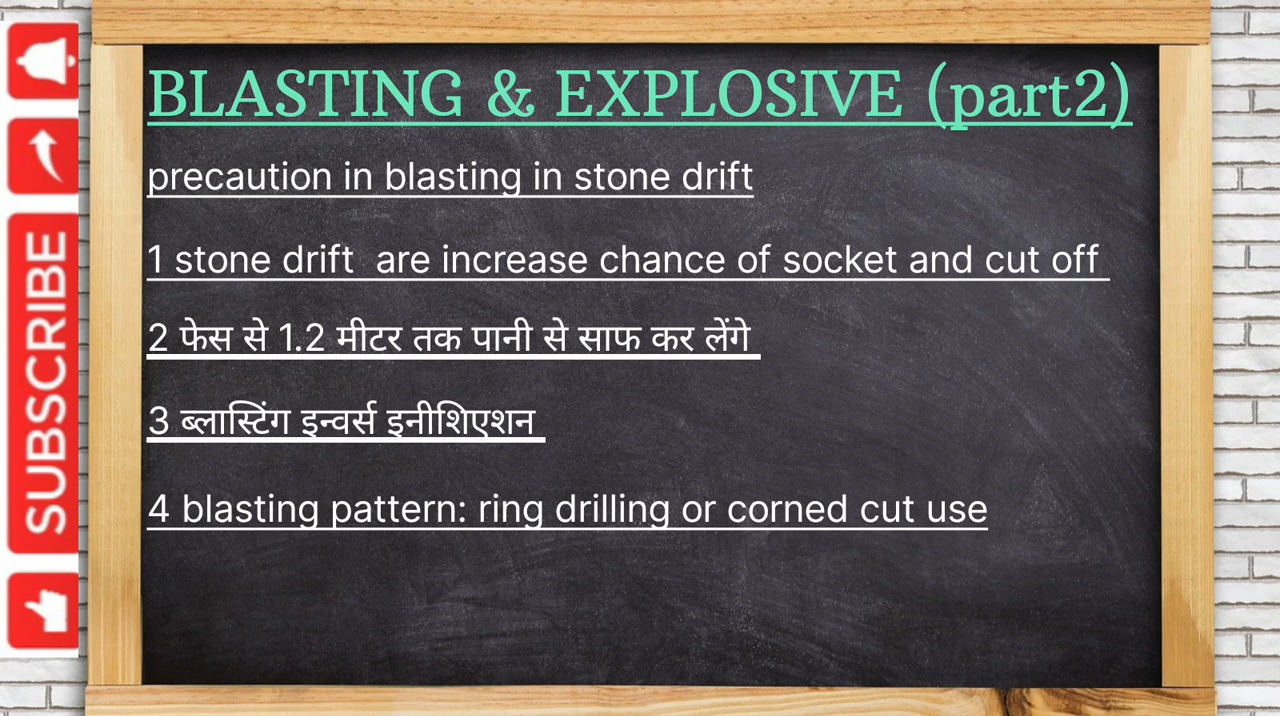 BLASTING & EXPLOSIVE (part2)
precaution in blasting in stone drift
1 stone drift are increase chance of socket and cut off
2 फेस से 1.2 मीटर तक पानी से साफ कर लेंगे
3 ब्लास्टिंग इन्वर्स इनीशिएशन
4 blasting pattern: ring drilling or corned cut use
SUBSCRIBE